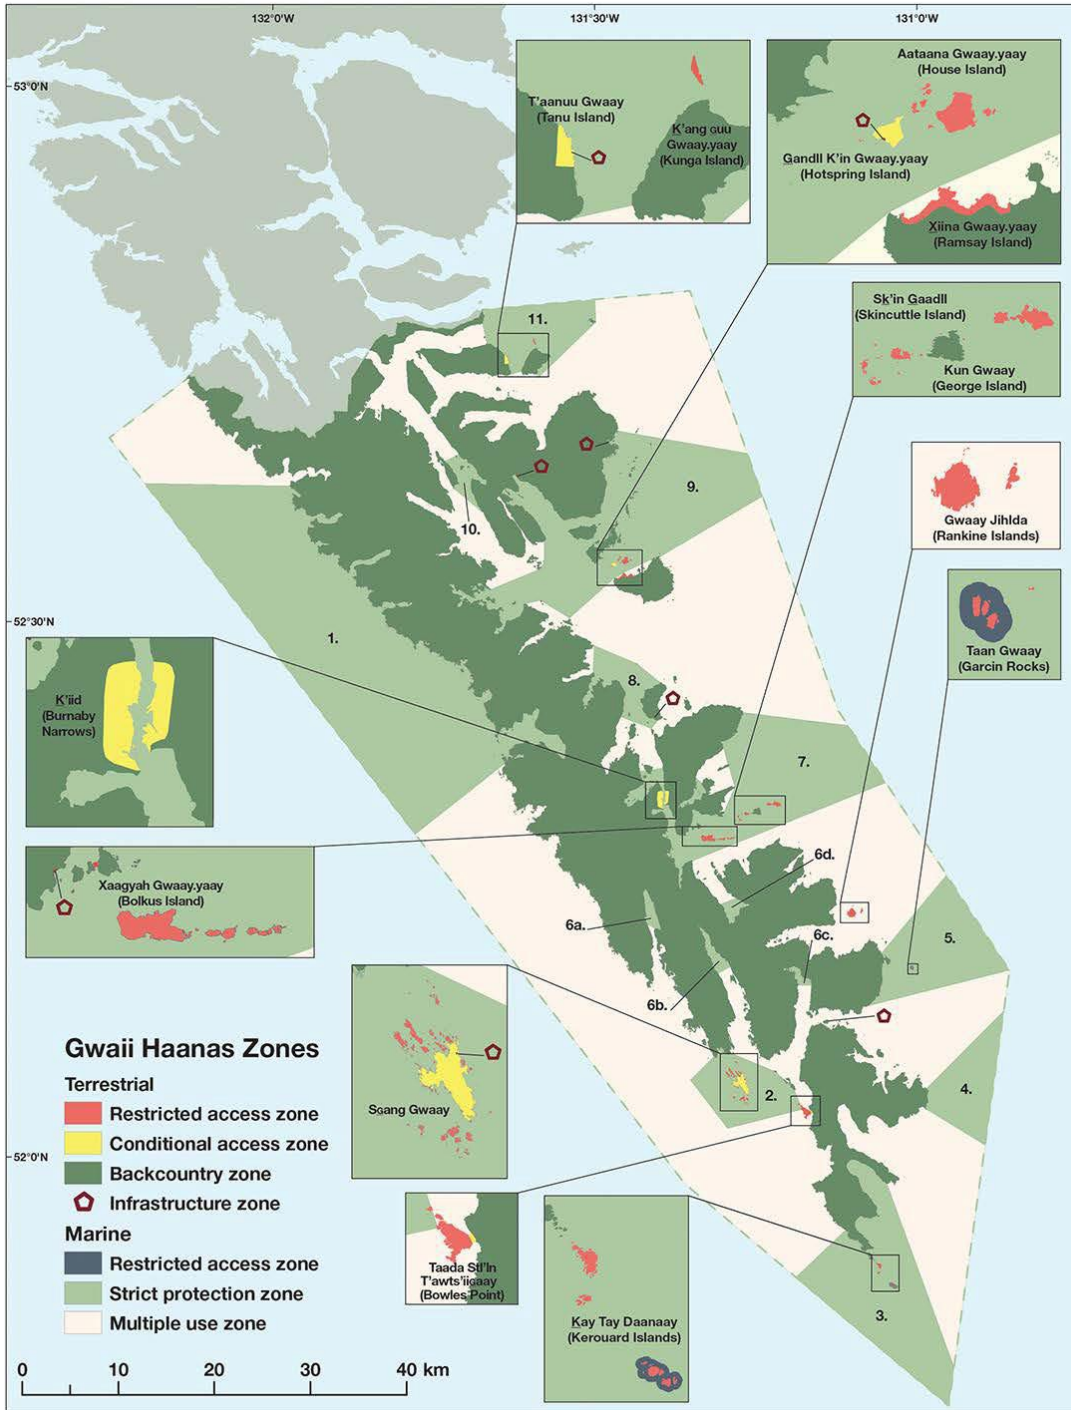 132°0'W
131°30'W
131°0'W
53°0'N
52°30'N
52°0'N
T'aanuu Gwaay
(Tanu Island)
K'ang guu
Gwaay.yaay
(Kunga Island)
Aataana Gwaay.yaay
(House Island)
Gandll K'in Gwaay.yaay
(Hotspring Island)
Xiina Gwaay.yaay
(Ramsay Island)
Sk'in Gaadll
(Skincuttle Island)
Kun Gwaay
(George Island)
Gwaay Jihlda
(Rankine Islands)
Taan Gwaay
(Garcin Rocks)
11.
9.
10.
1.
8.
7.
K'iid
(Burnaby
Narrows)
6d.
6a.
6c.
5.
6b.
Xaagyah Gwaay.yaay
(Bolkus Island)
2.
4.
3.
Sgang Gwaay
Taada Stl'ln
T'awts'iigaay
(Bowles Point)
Kay Tay Daanaay
(Kerouard Islands)
Gwaii Haanas Zones
Terrestrial
Restricted access zone
Conditional access zone
Backcountry zone
Infrastructure zone
Marine
Restricted access zone
Strict protection zone
Multiple use zone
0 10 20 30 40 km